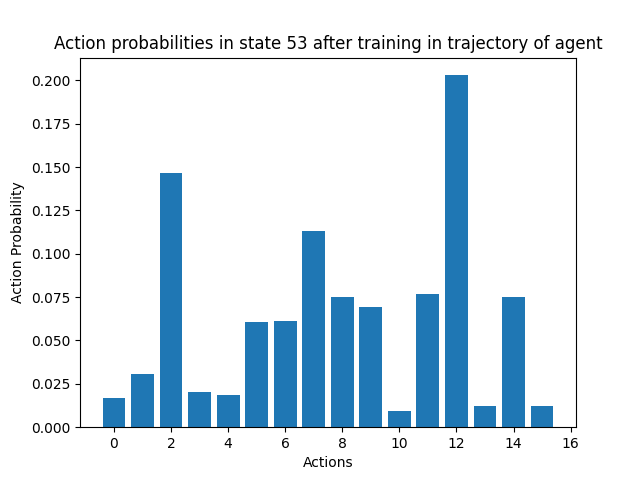 Action probabilities in state 53 after training in trajectory of agent
0.200
0.175
0.150
0.125
0.100
0.075
0.050
0.025
0.000
Action Probability
0 2 4 6 8 10 12 14 16
Actions